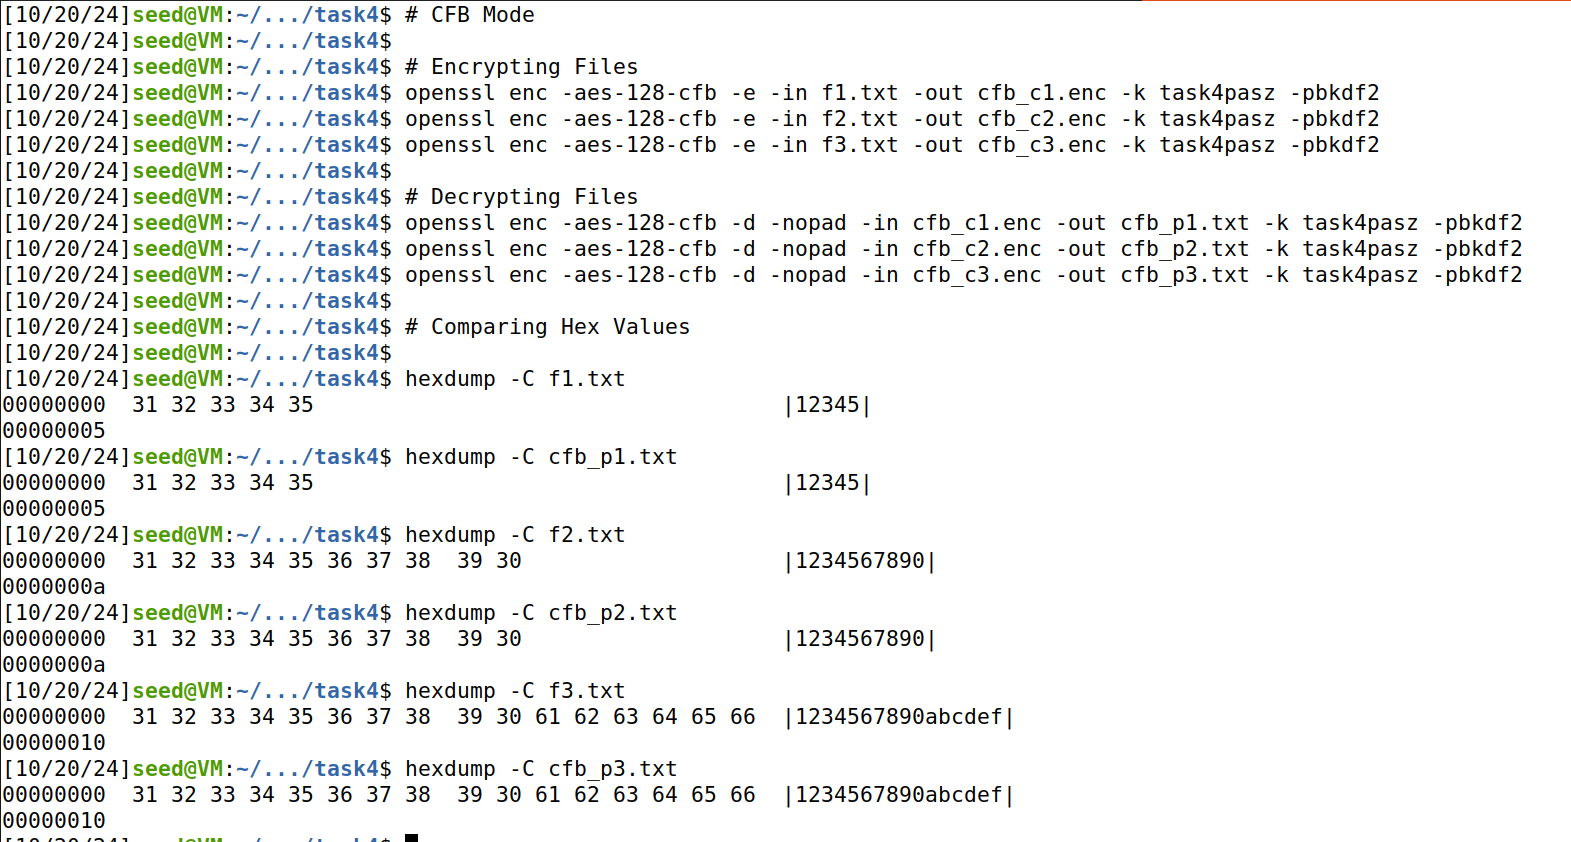 [10/20/24]seed@VM:~/.../task4$ # CFB Mode
[10/20/24]seed@VM:~/.../task4$
[10/20/24]seed@VM:~/.../task4$ # Encrypting Files
[10/20/24]seed@VM:~/.../task4$ openssl enc -aes-128-cfb -e -in f1.txt -out cfb_c1.enc -k task4pasz -pbkdf2
[10/20/24]seed@VM:~/.../task4$ openssl enc -aes-128-cfb -e -in f2.txt -out cfb_c2.enc -k task4pasz -pbkdf2
[10/20/24]seed@VM:~/.../task4$ openssl enc -aes-128-cfb -e -in f3.txt -out cfb_c3.enc -k task4pasz -pbkdf2
[10/20/24]seed@VM:~/.../task4$
[10/20/24]seed@VM:~/.../task4$ # Decrypting Files
[10/20/24]seed@VM:~/.../task4$ openssl enc -aes-128-cfb -d -nopad -in cfb_c1.enc -out cfb_p1.txt -k task4pasz -pbkdf2
[10/20/24]seed@VM:~/.../task4$ openssl enc -aes-128-cfb -d -nopad -in cfb_c2.enc -out cfb_p2.txt -k task4pasz -pbkdf2
[10/20/24]seed@VM:~/.../task4$ openssl enc -aes-128-cfb -d -nopad -in cfb_c3.enc -out cfb_p3.txt -k task4pasz -pbkdf2
[10/20/24]seed@VM:~/.../task4$
[10/20/24]seed@VM:~/.../task4$ # Comparing Hex Values
[10/20/24]seed@VM:~/.../task4$
[10/20/24]seed@VM:~/.../task4$ hexdump -C f1.txt
00000000  31 32 33 34 35                                    |12345|
00000005
[10/20/24]seed@VM:~/.../task4$ hexdump -C cfb_p1.txt
00000000  31 32 33 34 35                                    |12345|
00000005
[10/20/24]seed@VM:~/.../task4$ hexdump -C f2.txt
00000000  31 32 33 34 35 36 37 38  39 30                    |1234567890|
0000000a
[10/20/24]seed@VM:~/.../task4$ hexdump -C cfb_p2.txt
00000000  31 32 33 34 35 36 37 38  39 30                    |1234567890|
0000000a
[10/20/24]seed@VM:~/.../task4$ hexdump -C f3.txt
00000000  31 32 33 34 35 36 37 38  39 30 61 62 63 64 65 66  |1234567890abcdef|
00000010
[10/20/24]seed@VM:~/.../task4$ hexdump -C cfb_p3.txt
00000000  31 32 33 34 35 36 37 38  39 30 61 62 63 64 65 66  |1234567890abcdef|
00000010
[10/20/24]seed@VM:~/.../task4$